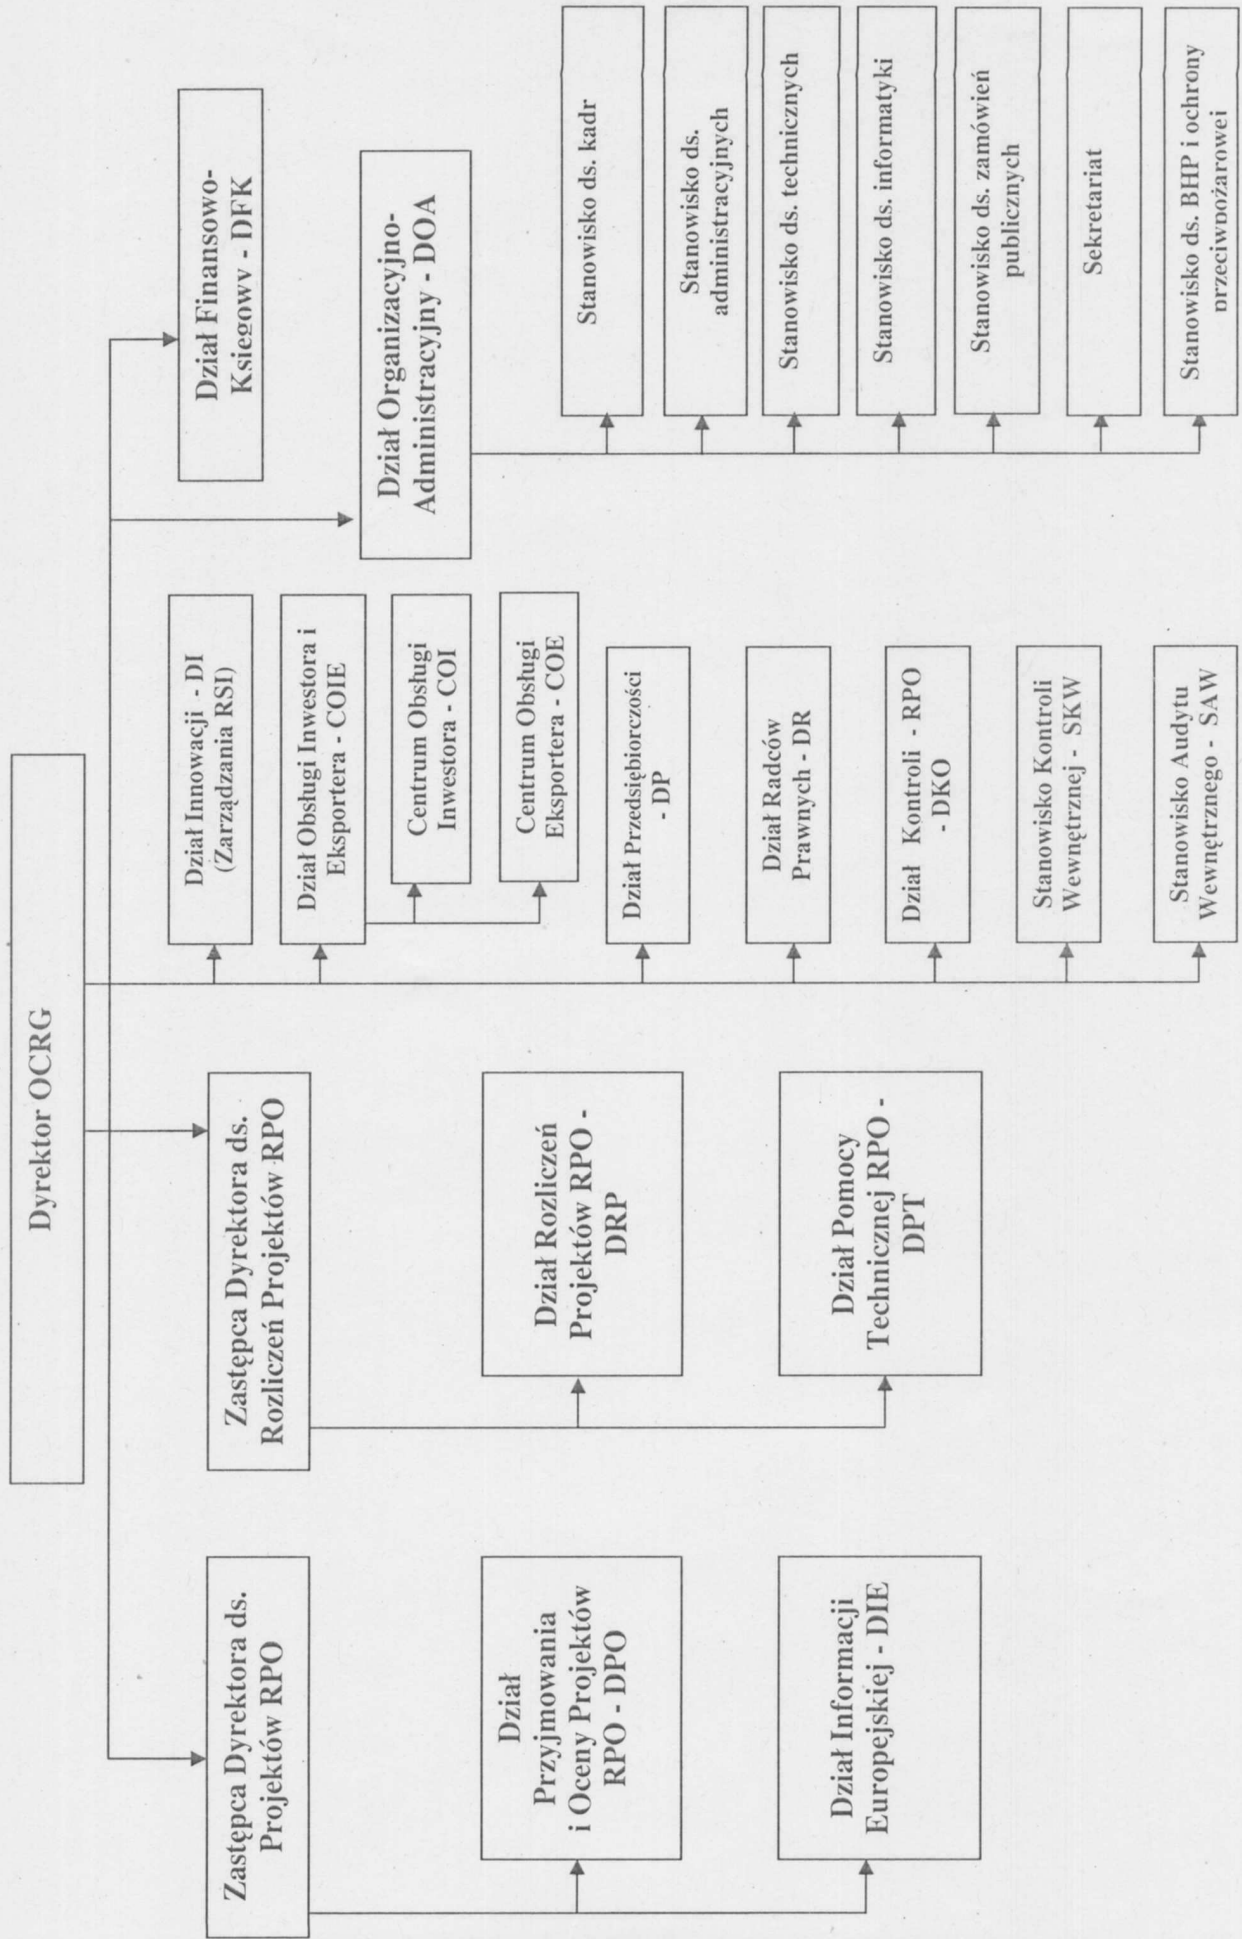 Dyrektor OCRG
Zastępca Dyrektora ds.
Projektów RPO
Dział
Przyjmowania
i Oceny Projektów
RPO - DPO
Dział Informacji
Europejskiej - DIE
Zastępca Dyrektora ds.
Rozliczeń Projektów RPO
Dział Rozliczeń
Projektów RPO -
DRP
Dział Pomocy
Technicznej RPO -
DPT
Dział Innowacji - DI
(Zarządzania RSI)
Dział Obsługi Inwestora i
Eksportera - COIE
Centrum Obsługi
Inwestora - COI
Centrum Obsługi
Eksportera - COE
Dział Przedsiębiorczości
- DP
Dział Radców
Prawnych - DR
Dział Kontroli - RPO
- DKO
Stanowisko Kontroli
Wewnętrznej - SKW
Stanowisko Audytu
Wewnętrznego - SAW
Dział Finansowo-
Księgowy - DFK
Dział Organizacyjno-
Administracyjny - DOA
Stanowisko ds. kadr
Stanowisko ds.
administracyjnych
Stanowisko ds. technicznych
Stanowisko ds. informatyki
Stanowisko ds. zamówień
publicznych
Sekretariat
Stanowisko ds. BHP i ochrony
przeciwpożarowej